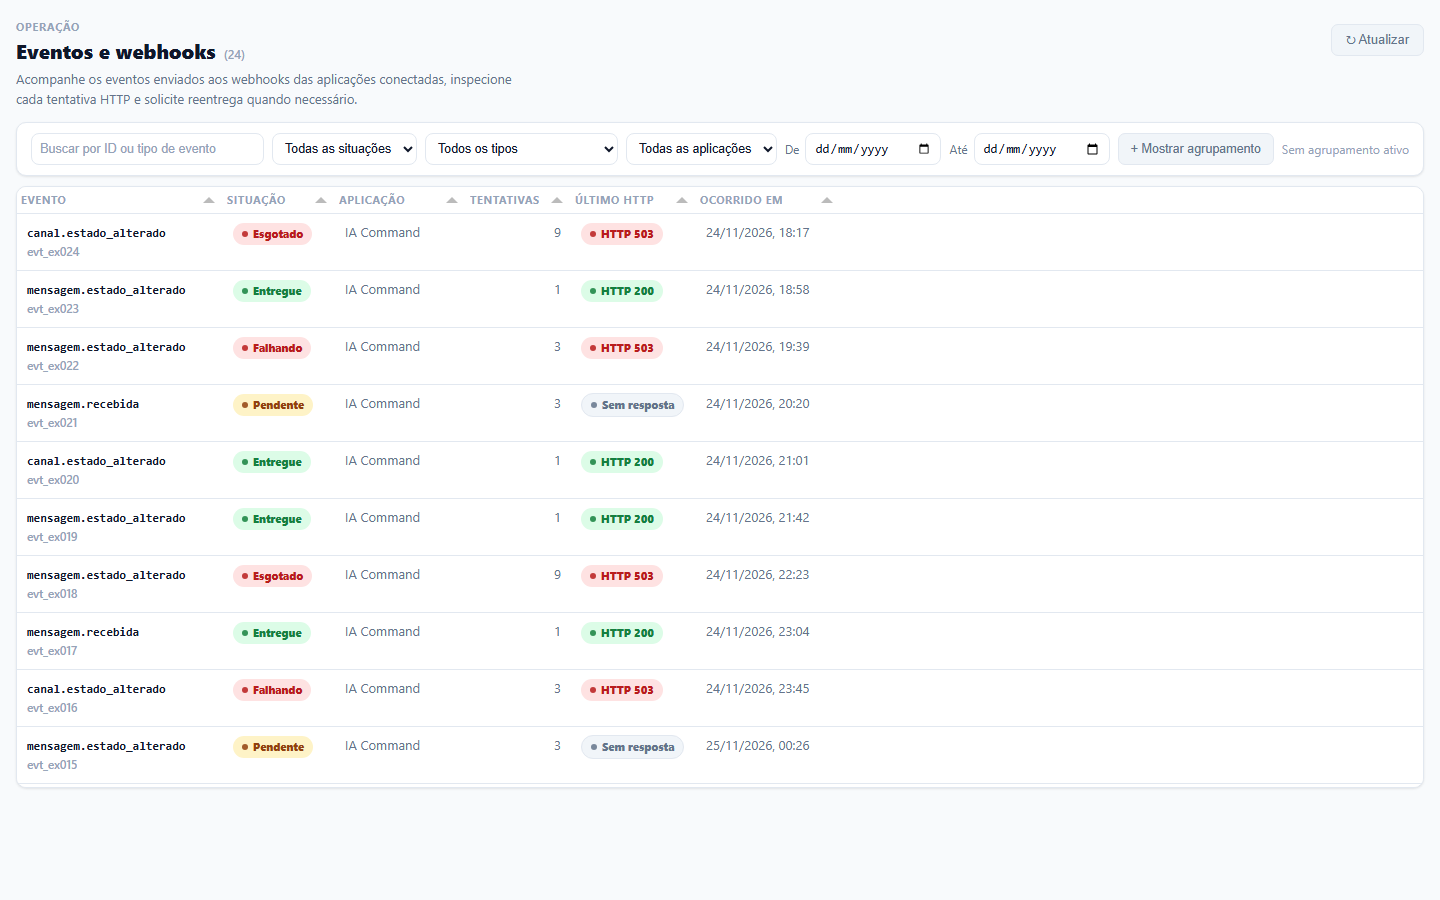 OPERAÇÃO
Eventos e webhooks (24)
↻ Atualizar
Acompanhe os eventos enviados aos webhooks das aplicações conectadas, inspecione
cada tentativa HTTP e solicite reentrega quando necessário.
Buscar por ID ou tipo de evento Todas as situações Todos os tipos Todas as aplicações De dd/mm/yyyy Até dd/mm/yyyy + Mostrar agrupamento Sem agrupamento ativo
EVENTO SITUAÇÃO APLICAÇÃO TENTATIVAS ÚLTIMO HTTP OCORRIDO EM
canal.estado_alterado Esgotado IA Command 9 HTTP 503 24/11/2026, 18:17
evt_ex024
mensagem.estado_alterado Entregue IA Command 1 HTTP 200 24/11/2026, 18:58
evt_ex023
mensagem.estado_alterado Falhando IA Command 3 HTTP 503 24/11/2026, 19:39
evt_ex022
mensagem.recebida Pendente IA Command 3 Sem resposta 24/11/2026, 20:20
evt_ex021
canal.estado_alterado Entregue IA Command 1 HTTP 200 24/11/2026, 21:01
evt_ex020
mensagem.estado_alterado Entregue IA Command 1 HTTP 200 24/11/2026, 21:42
evt_ex019
mensagem.estado_alterado Esgotado IA Command 9 HTTP 503 24/11/2026, 22:23
evt_ex018
mensagem.recebida Entregue IA Command 1 HTTP 200 24/11/2026, 23:04
evt_ex017
canal.estado_alterado Falhando IA Command 3 HTTP 503 24/11/2026, 23:45
evt_ex016
mensagem.estado_alterado Pendente IA Command 3 Sem resposta 25/11/2026, 00:26
evt_ex015